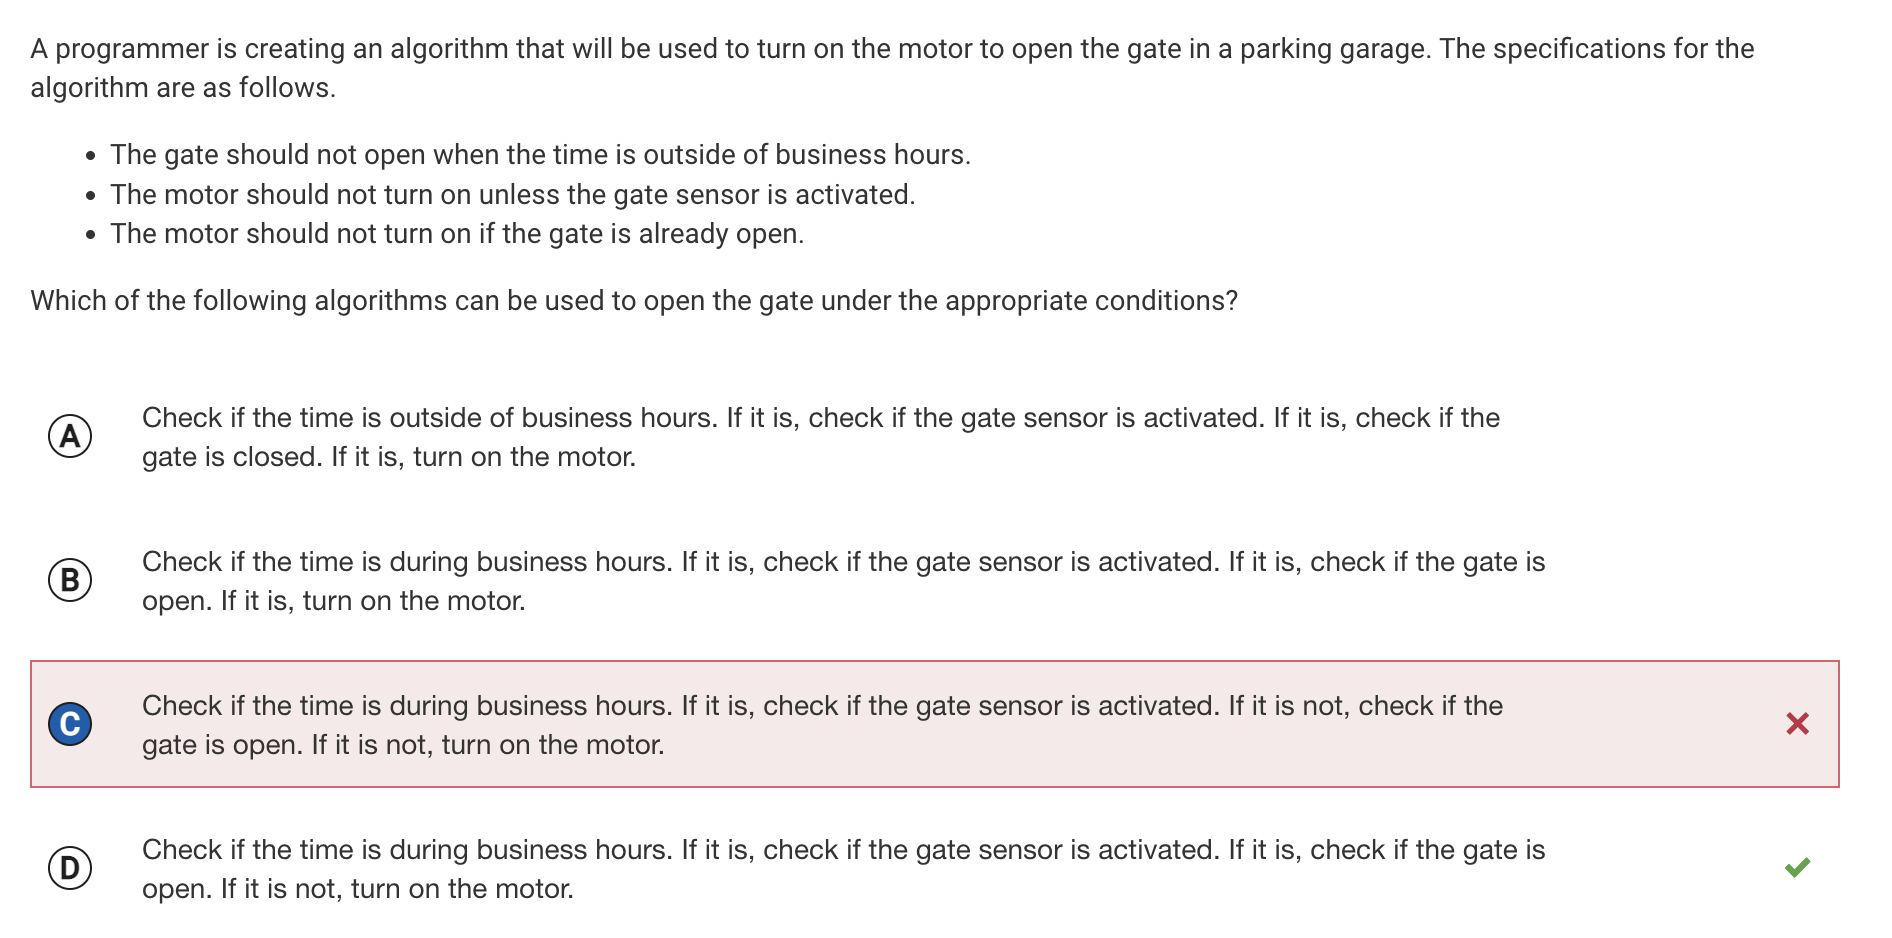 A programmer is creating an algorithm that will be used to turn on the motor to open the gate in a parking garage. The specifications for the
algorithm are as follows.
• The gate should not open when the time is outside of business hours.
• The motor should not turn on unless the gate sensor is activated.
• The motor should not turn on if the gate is already open.
Which of the following algorithms can be used to open the gate under the appropriate conditions?
A Check if the time is outside of business hours. If it is, check if the gate sensor is activated. If it is, check if the
gate is closed. If it is, turn on the motor.
B Check if the time is during business hours. If it is, check if the gate sensor is activated. If it is, check if the gate is
open. If it is, turn on the motor.
C Check if the time is during business hours. If it is, check if the gate sensor is activated. If it is not, check if the
gate is open. If it is not, turn on the motor.
D Check if the time is during business hours. If it is, check if the gate sensor is activated. If it is, check if the gate is
open. If it is not, turn on the motor.